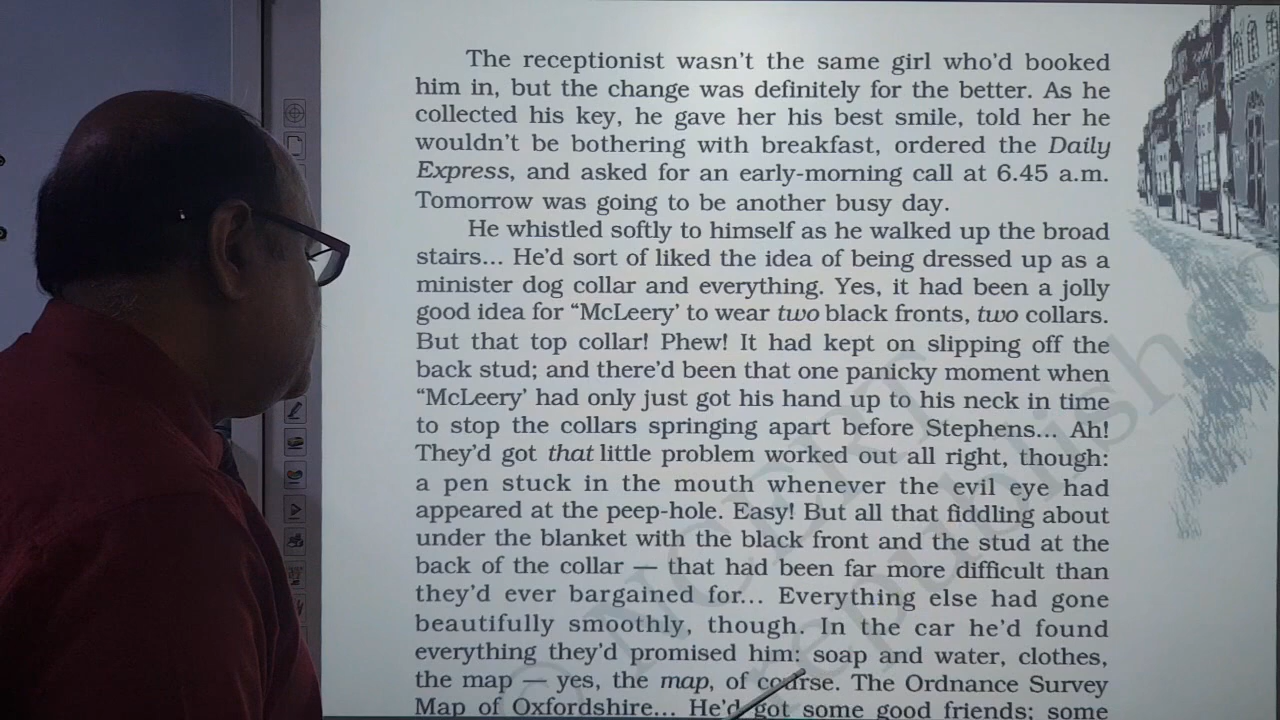 The receptionist wasn't the same girl who'd booked
him in, but the change was definitely for the better. As he
collected his key, he gave her his best smile, told her he
wouldn't be bothering with breakfast, ordered the Daily
Express, and asked for an early-morning call at 6.45 a.m.
Tomorrow was going to be another busy day.
He whistled softly to himself as he walked up the broad
stairs... He'd sort of liked the idea of being dressed up as a
minister dog collar and everything. Yes, it had been a jolly
good idea for “McLeery’ to wear two black fronts, two collars.
But that top collar! Phew! It had kept on slipping off the
back stud; and there'd been that one panicky moment when
“McLeery’ had only just got his hand up to his neck in time
to stop the collars springing apart before Stephens... Ah!
They'd got that little problem worked out all right, though:
a pen stuck in the mouth whenever the evil eye had
appeared at the peep-hole. Easy! But all that fiddling about
under the blanket with the black front and the stud at the
back of the collar — that had been far more difficult than
they'd ever bargained for... Everything else had gone
beautifully smoothly, though. In the car he'd found
everything they'd promised him: soap and water, clothes,
the map — yes, the map, of course. The Ordnance Survey
Map of Oxfordshire... He'd got some good friends; some
© NCERT
republish